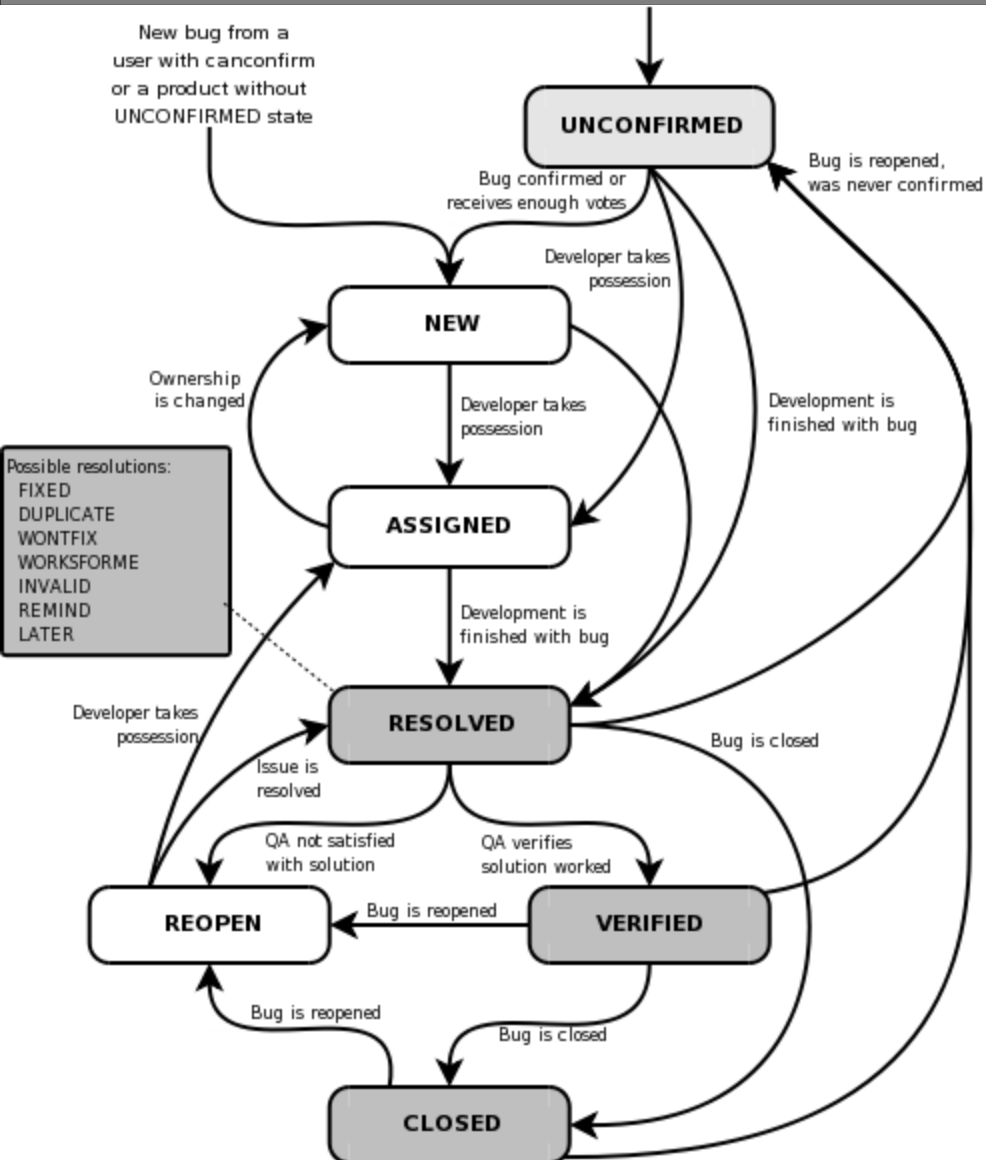 New bug from a
user with canconfirm
or a product without
UNCONFIRMED state
UNCONFIRMED
Bug is reopened,
was never confirmed
Bug confirmed or
receives enough votes
Developer takes
possession
NEW
Ownership
is changed
Developer takes
possession
Development is
finished with bug
Possible resolutions:
FIXED
DUPLICATE
WONTFIX
WORKSFORME
INVALID
REMIND
LATER
ASSIGNED
Development is
finished with bug
Developer takes
possession
RESOLVED
Bug is closed
Issue is
resolved
QA not satisfied
with solution
QA verifies
solution worked
REOPEN
Bug is reopened
VERIFIED
Bug is reopened
Bug is closed
CLOSED